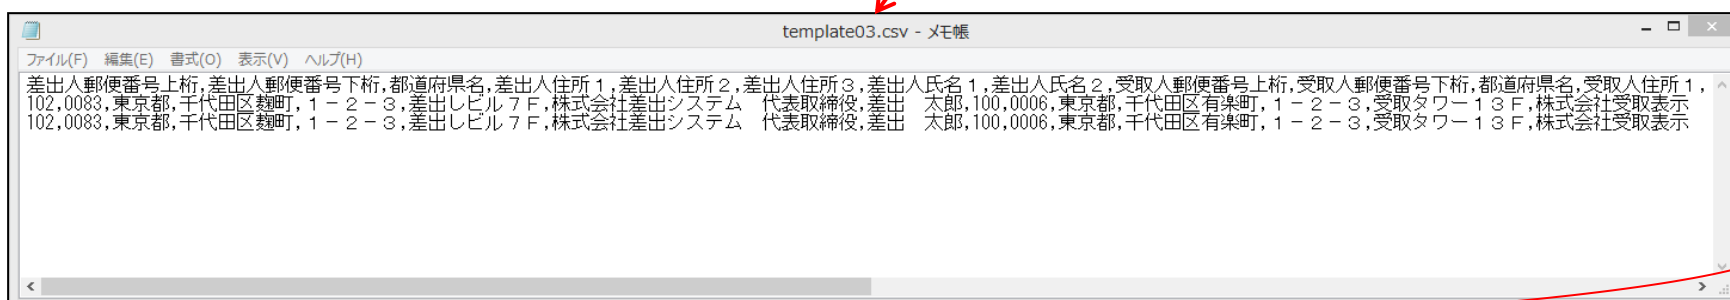 template03.csv - メモ帳
ファイル(F) 編集(E) 書式(O) 表示(V) ヘルプ(H)
差出人郵便番号上桁,差出人郵便番号下桁,都道府県名,差出人住所１,差出人住所２,差出人住所３,差出人氏名１,差出人氏名２,受取人郵便番号上桁,受取人郵便番号下桁,都道府県名,受取人住所１,
102,0083,東京都,千代田区麹町,１－２－３,差出しビル７Ｆ,株式会社差出システム　代表取締役,差出　太郎,100,0006,東京都,千代田区有楽町,１－２－３,受取タワー１３Ｆ,株式会社受取表示
102,0083,東京都,千代田区麹町,１－２－３,差出しビル７Ｆ,株式会社差出システム　代表取締役,差出　太郎,100,0006,東京都,千代田区有楽町,１－２－３,受取タワー１３Ｆ,株式会社受取表示